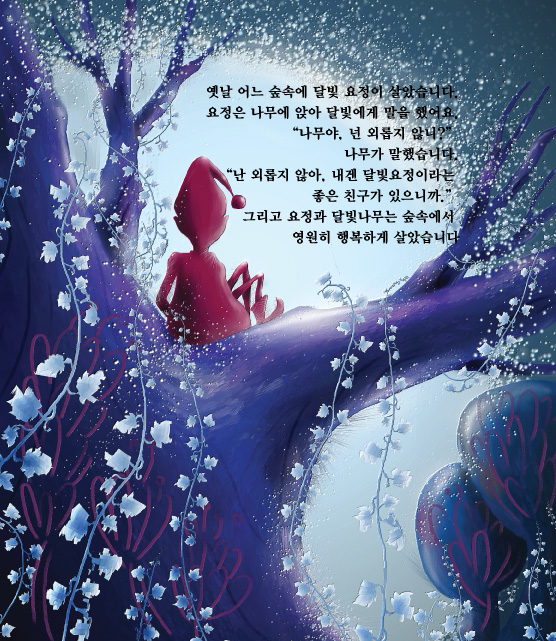 옛날 어느 숲속에 달빛 요정이 살았습니다.
요정은 나무에 앉아 달빛에게 말을 했어요.
“나무야, 넌 외롭지 않니?”
나무가 말했습니다.
“난 외롭지 않아, 내겐 달빛요정이라는
좋은 친구가 있으니까.”
그리고 요정과 달빛나무는 숲속에서
영원히 행복하게 살았습니다